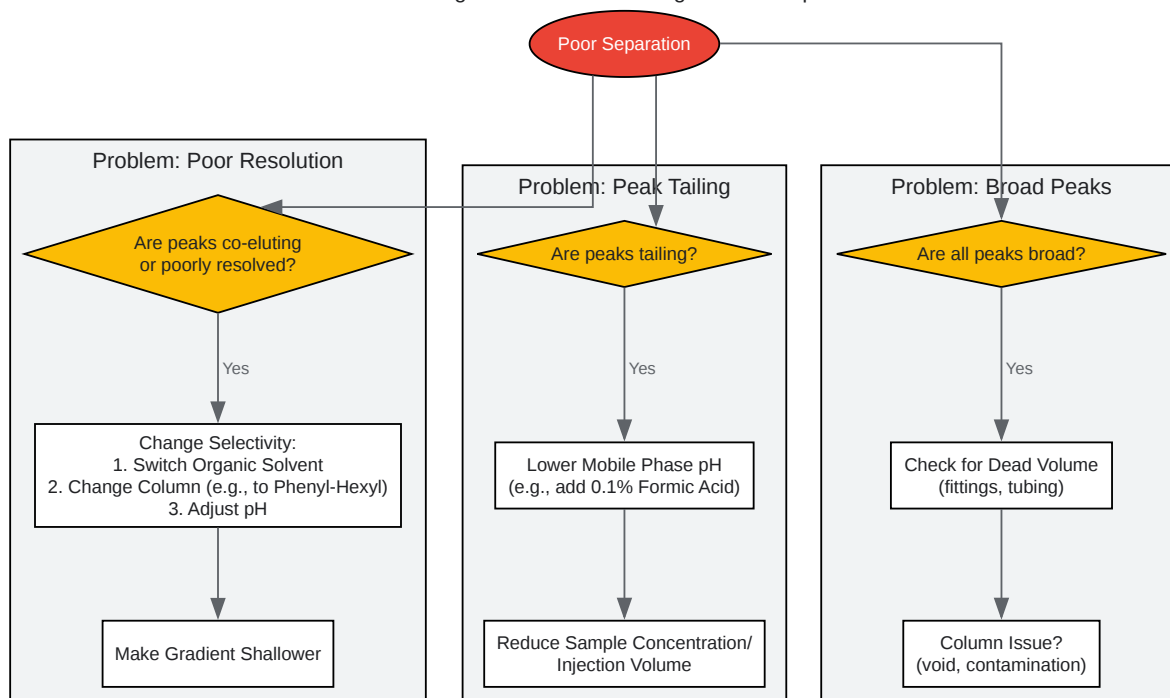 Poor Separation
Problem: Poor Resolution
Are peaks co-eluting
or poorly resolved?
Yes
Change Selectivity:
1. Switch Organic Solvent
2. Change Column (e.g., to Phenyl-Hexyl)
3. Adjust pH
Make Gradient Shallower
Problem: Peak Tailing
Are peaks tailing?
Yes
Lower Mobile Phase pH
(e.g., add 0.1% Formic Acid)
Reduce Sample Concentration/
Injection Volume
Problem: Broad Peaks
Are all peaks broad?
Yes
Check for Dead Volume
(fittings, tubing)
Column Issue?
(void, contamination)